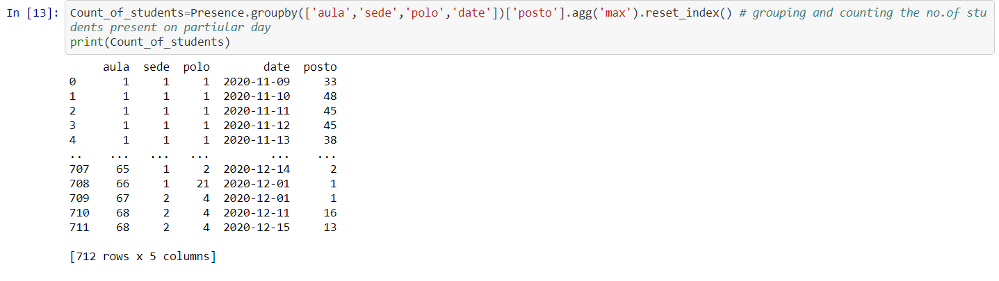 In [13]: Count_of_students=Presence.groupby(['aula','sede','polo','date'])['posto'].agg('max').reset_index() # grouping and counting the no.of stu
dents present on partiular day
print(Count_of_students)
aula sede polo date posto
0 1 1 1 2020-11-09 33
1 1 1 1 2020-11-10 48
2 1 1 1 2020-11-11 45
3 1 1 1 2020-11-12 45
4 1 1 1 2020-11-13 38
.. ... ... ... ... ...
707 65 1 2 2020-12-14 2
708 66 1 21 2020-12-01 1
709 67 2 4 2020-12-01 1
710 68 2 4 2020-12-11 16
711 68 2 4 2020-12-15 13
[712 rows x 5 columns]